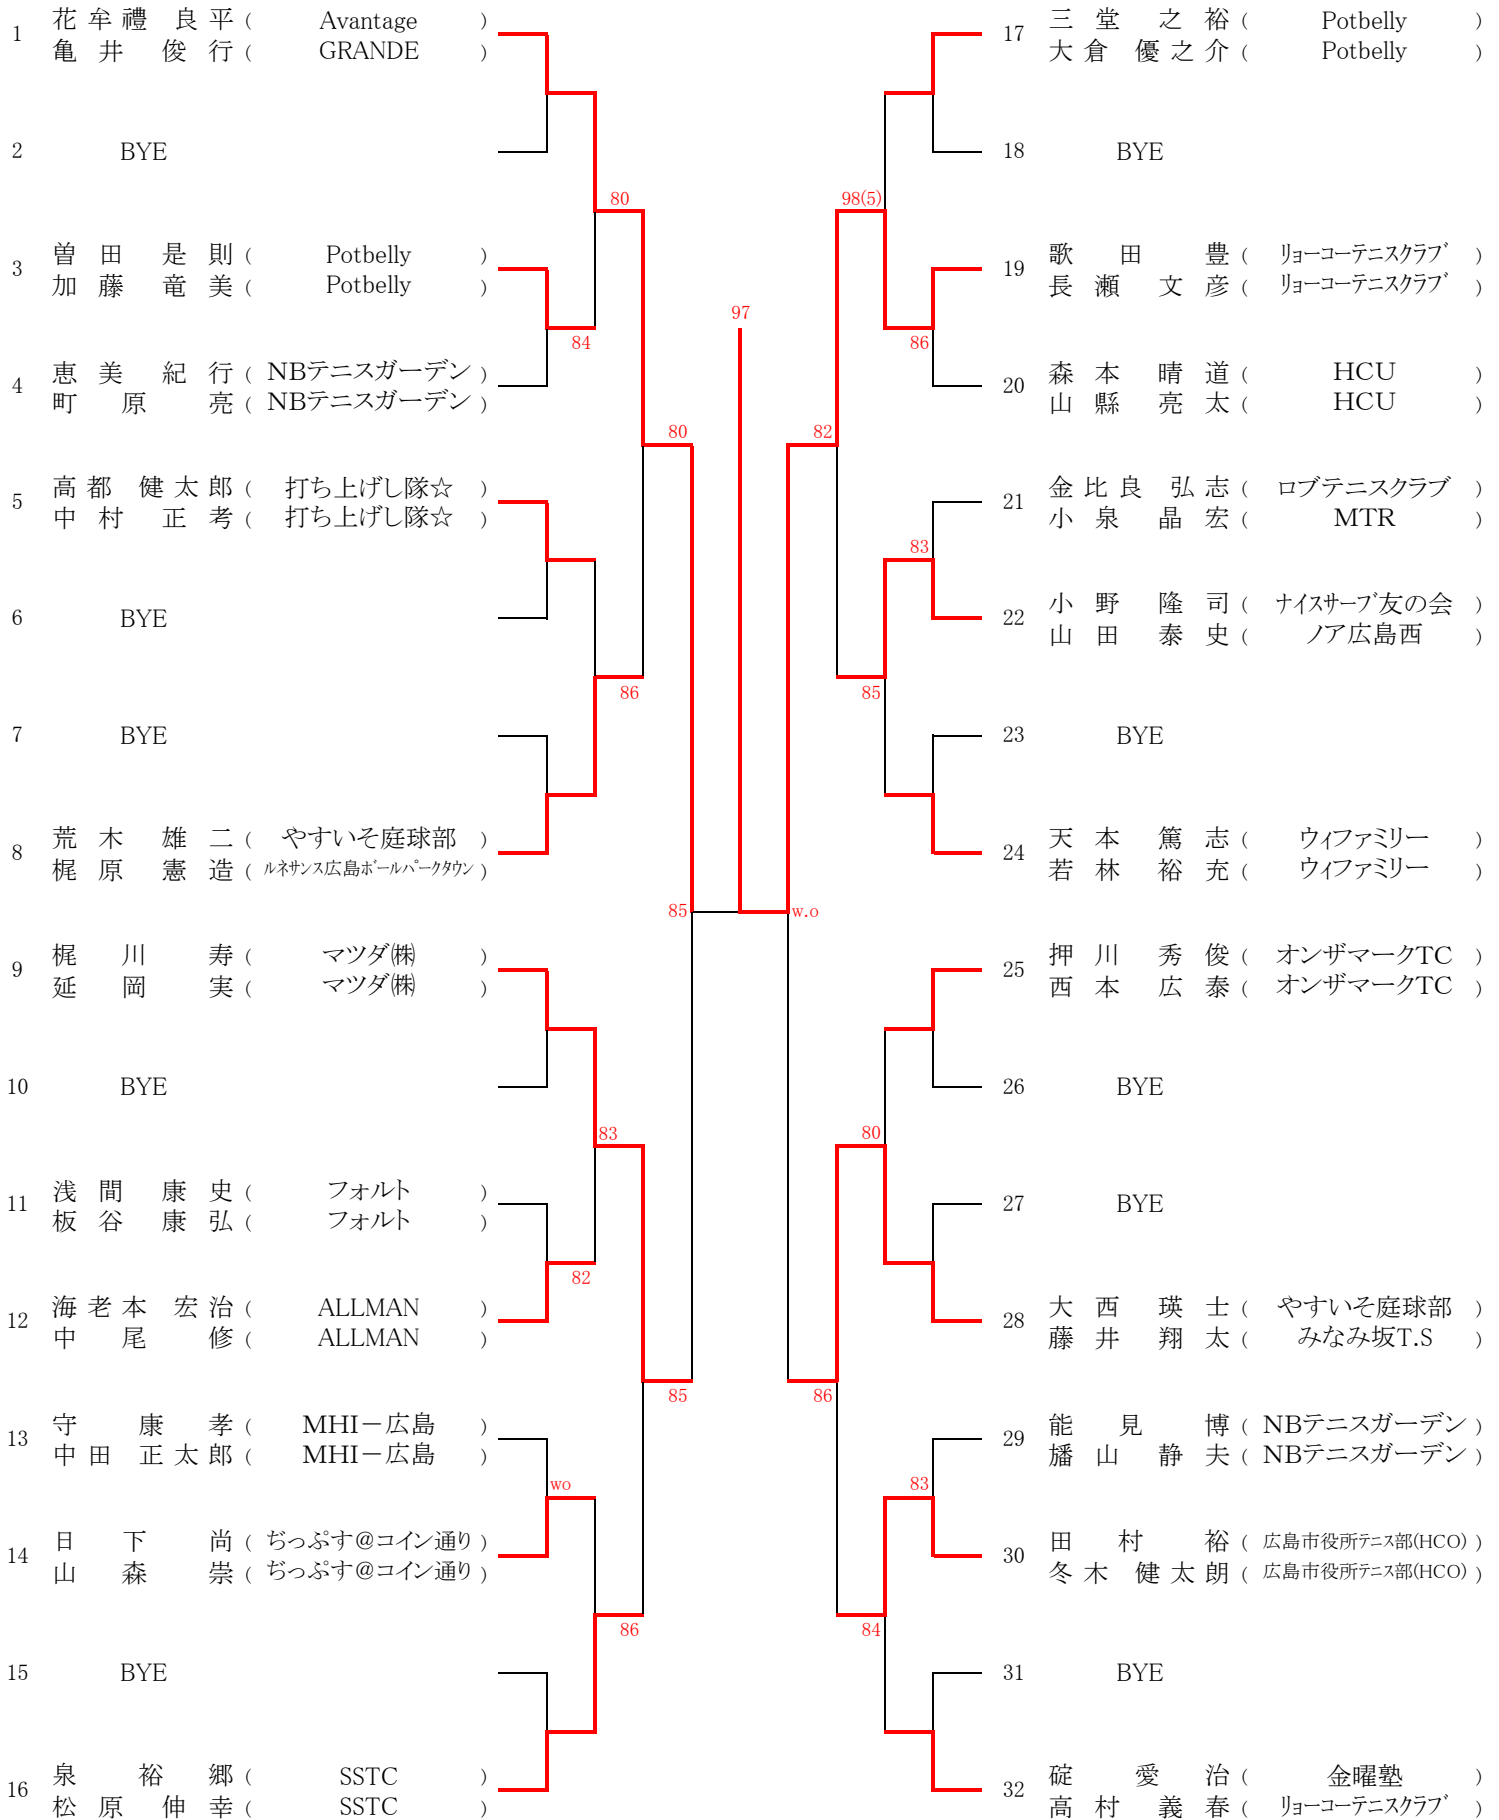 1 花牟禮 良平 ( Avantage )
亀井 俊行 ( GRANDE )
2 BYE
80
3 曽田 是則 ( Potbelly )
加藤 竜美 ( Potbelly )
84
4 恵美 紀行 ( NBテニスガーデン )
町原 亮 ( NBテニスガーデン )
80
5 高都 健太郎 ( 打ち上げし隊☆ )
中村 正考 ( 打ち上げし隊☆ )
6 BYE
86
7 BYE
8 荒木 雄二 ( やすいそ庭球部 )
梶原 憲造 ( ルネサンス広島ボールパークタウン )
85
9 梶川 寿 ( マツダ㈱ )
延岡 実 ( マツダ㈱ )
10 BYE
83
11 浅間 康史 ( フォルト )
板谷 康弘 ( フォルト )
82
12 海老本 宏治 ( ALLMAN )
中尾 修 ( ALLMAN )
85
13 守 康孝 ( MHI－広島 )
中田 正太郎 ( MHI－広島 )
wo
14 日下 尚 ( ぢっぷす@コイン通り )
山森 崇 ( ぢっぷす@コイン通り )
86
15 BYE
16 泉 裕郷 ( SSTC )
松原 伸幸 ( SSTC )
97
17 三堂 之裕 ( Potbelly )
大倉 優之介 ( Potbelly )
18 BYE
98(5)
19 歌田 豊 ( リョーコーテニスクラブ )
長瀬 文彦 ( リョーコーテニスクラブ )
86
20 森本 晴道 ( HCU )
山縣 亮太 ( HCU )
82
21 金比良 弘志 ( ロブテニスクラブ )
小泉 晶宏 ( MTR )
83
22 小野 隆司 ( ナイスサーブ友の会 )
山田 泰史 ( ノア広島西 )
85
23 BYE
24 天本 篤志 ( ウィファミリー )
若林 裕充 ( ウィファミリー )
w.o
25 押川 秀俊 ( オンザマークTC )
西本 広泰 ( オンザマークTC )
26 BYE
80
27 BYE
28 大西 瑛士 ( やすいそ庭球部 )
藤井 翔太 ( みなみ坂T.S )
86
29 能見 博 ( NBテニスガーデン )
旛山 静夫 ( NBテニスガーデン )
83
30 田村 裕 ( 広島市役所テニス部(HCO) )
冬木 健太朗 ( 広島市役所テニス部(HCO) )
84
31 BYE
32 碇 愛治 ( 金曜塾 )
高村 義春 ( リョーコーテニスクラブ )